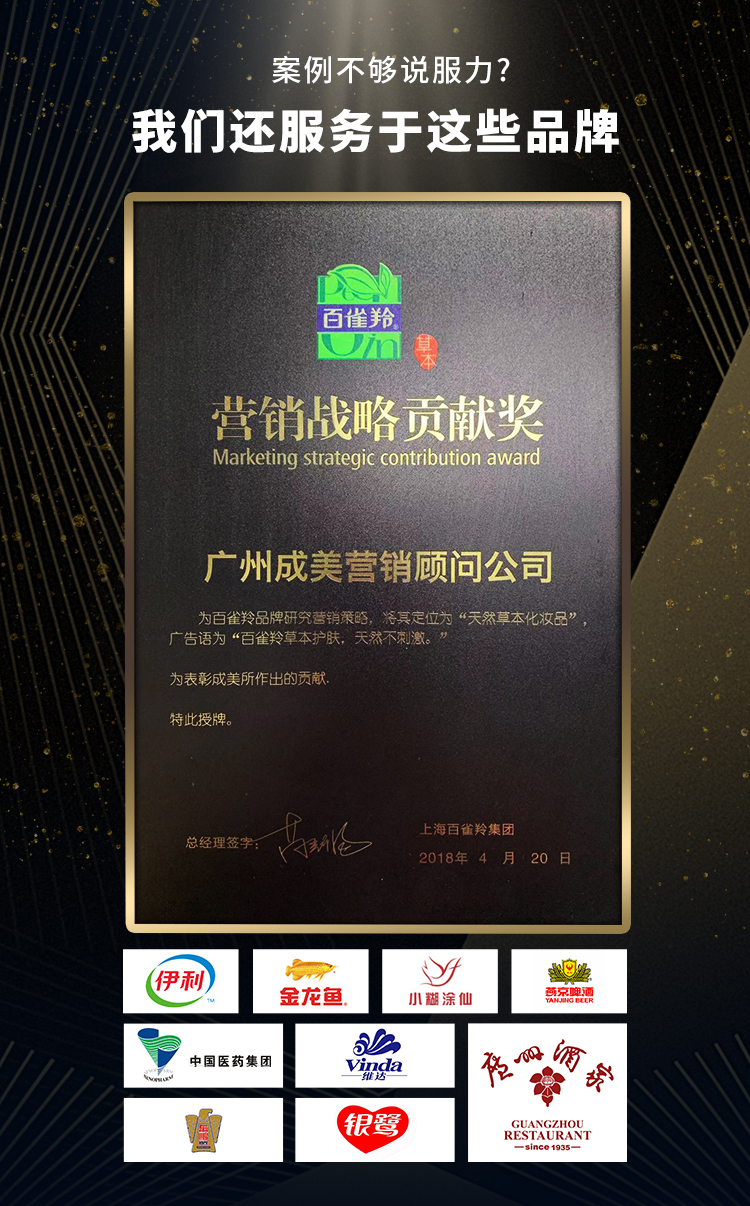 案例不够说服力?
我们还服务于这些品牌
百雀羚
草本
营销战略贡献奖
Marketing strategic contribution award
广州成美营销顾问公司
为百雀羚品牌研究营销策略，将其定位为“天然草本化妆品”，
广告语为“百雀羚草本护肤，天然不刺激。”
为表彰成美所作出的贡献.
特此授牌。
总经理签字：
上海百雀羚集团
2018年 4 月 20 日
伊利
TM
金龙鱼
小糊涂仙
燕京啤酒
YANJING BEER
SINOPHARM
中国医药集团
Vinda
维达
银鹭
广州酒家
GUANGZHOU
RESTAURANT
since 1935